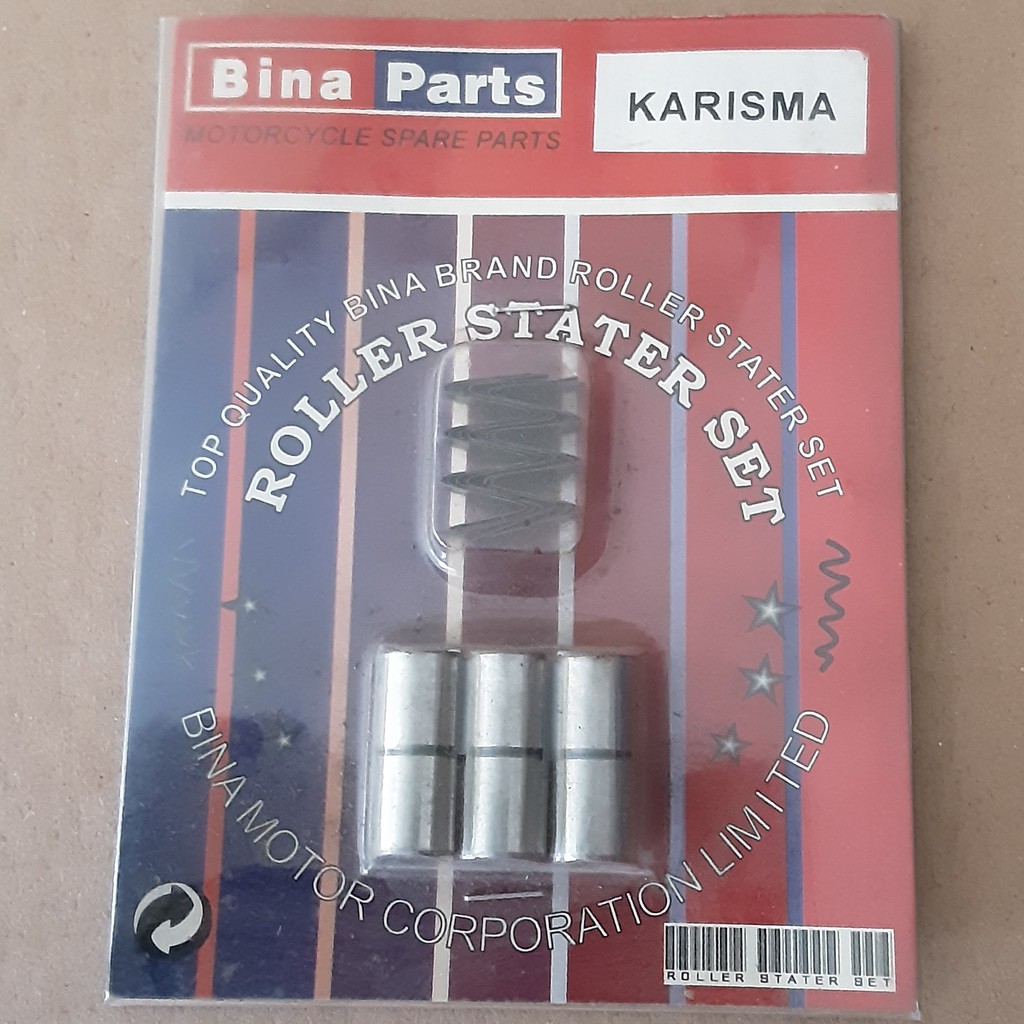 Bina Parts
KARISMA
MOTORCYCLE SPARE PARTS
TOP QUALITY BINA BRAND ROLLER STATER SET
ROLLER STATER SET
BINA MOTOR CORPORATION LIMITED
ROLLER STATER SET